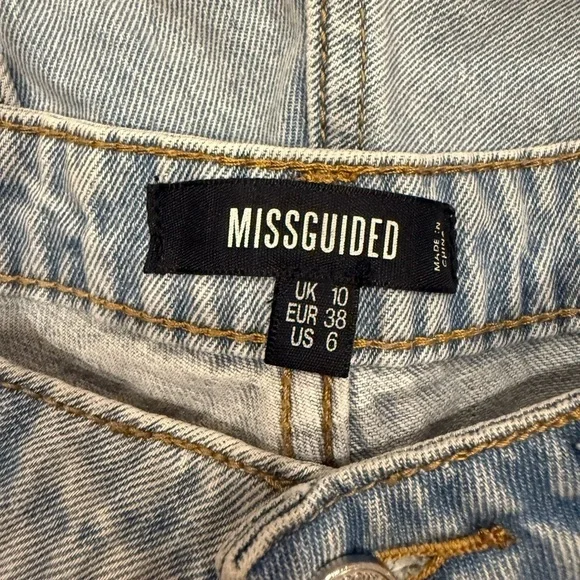 MISSGUIDED
MADE IN
CHINA
UK 10
EUR 38
US 6